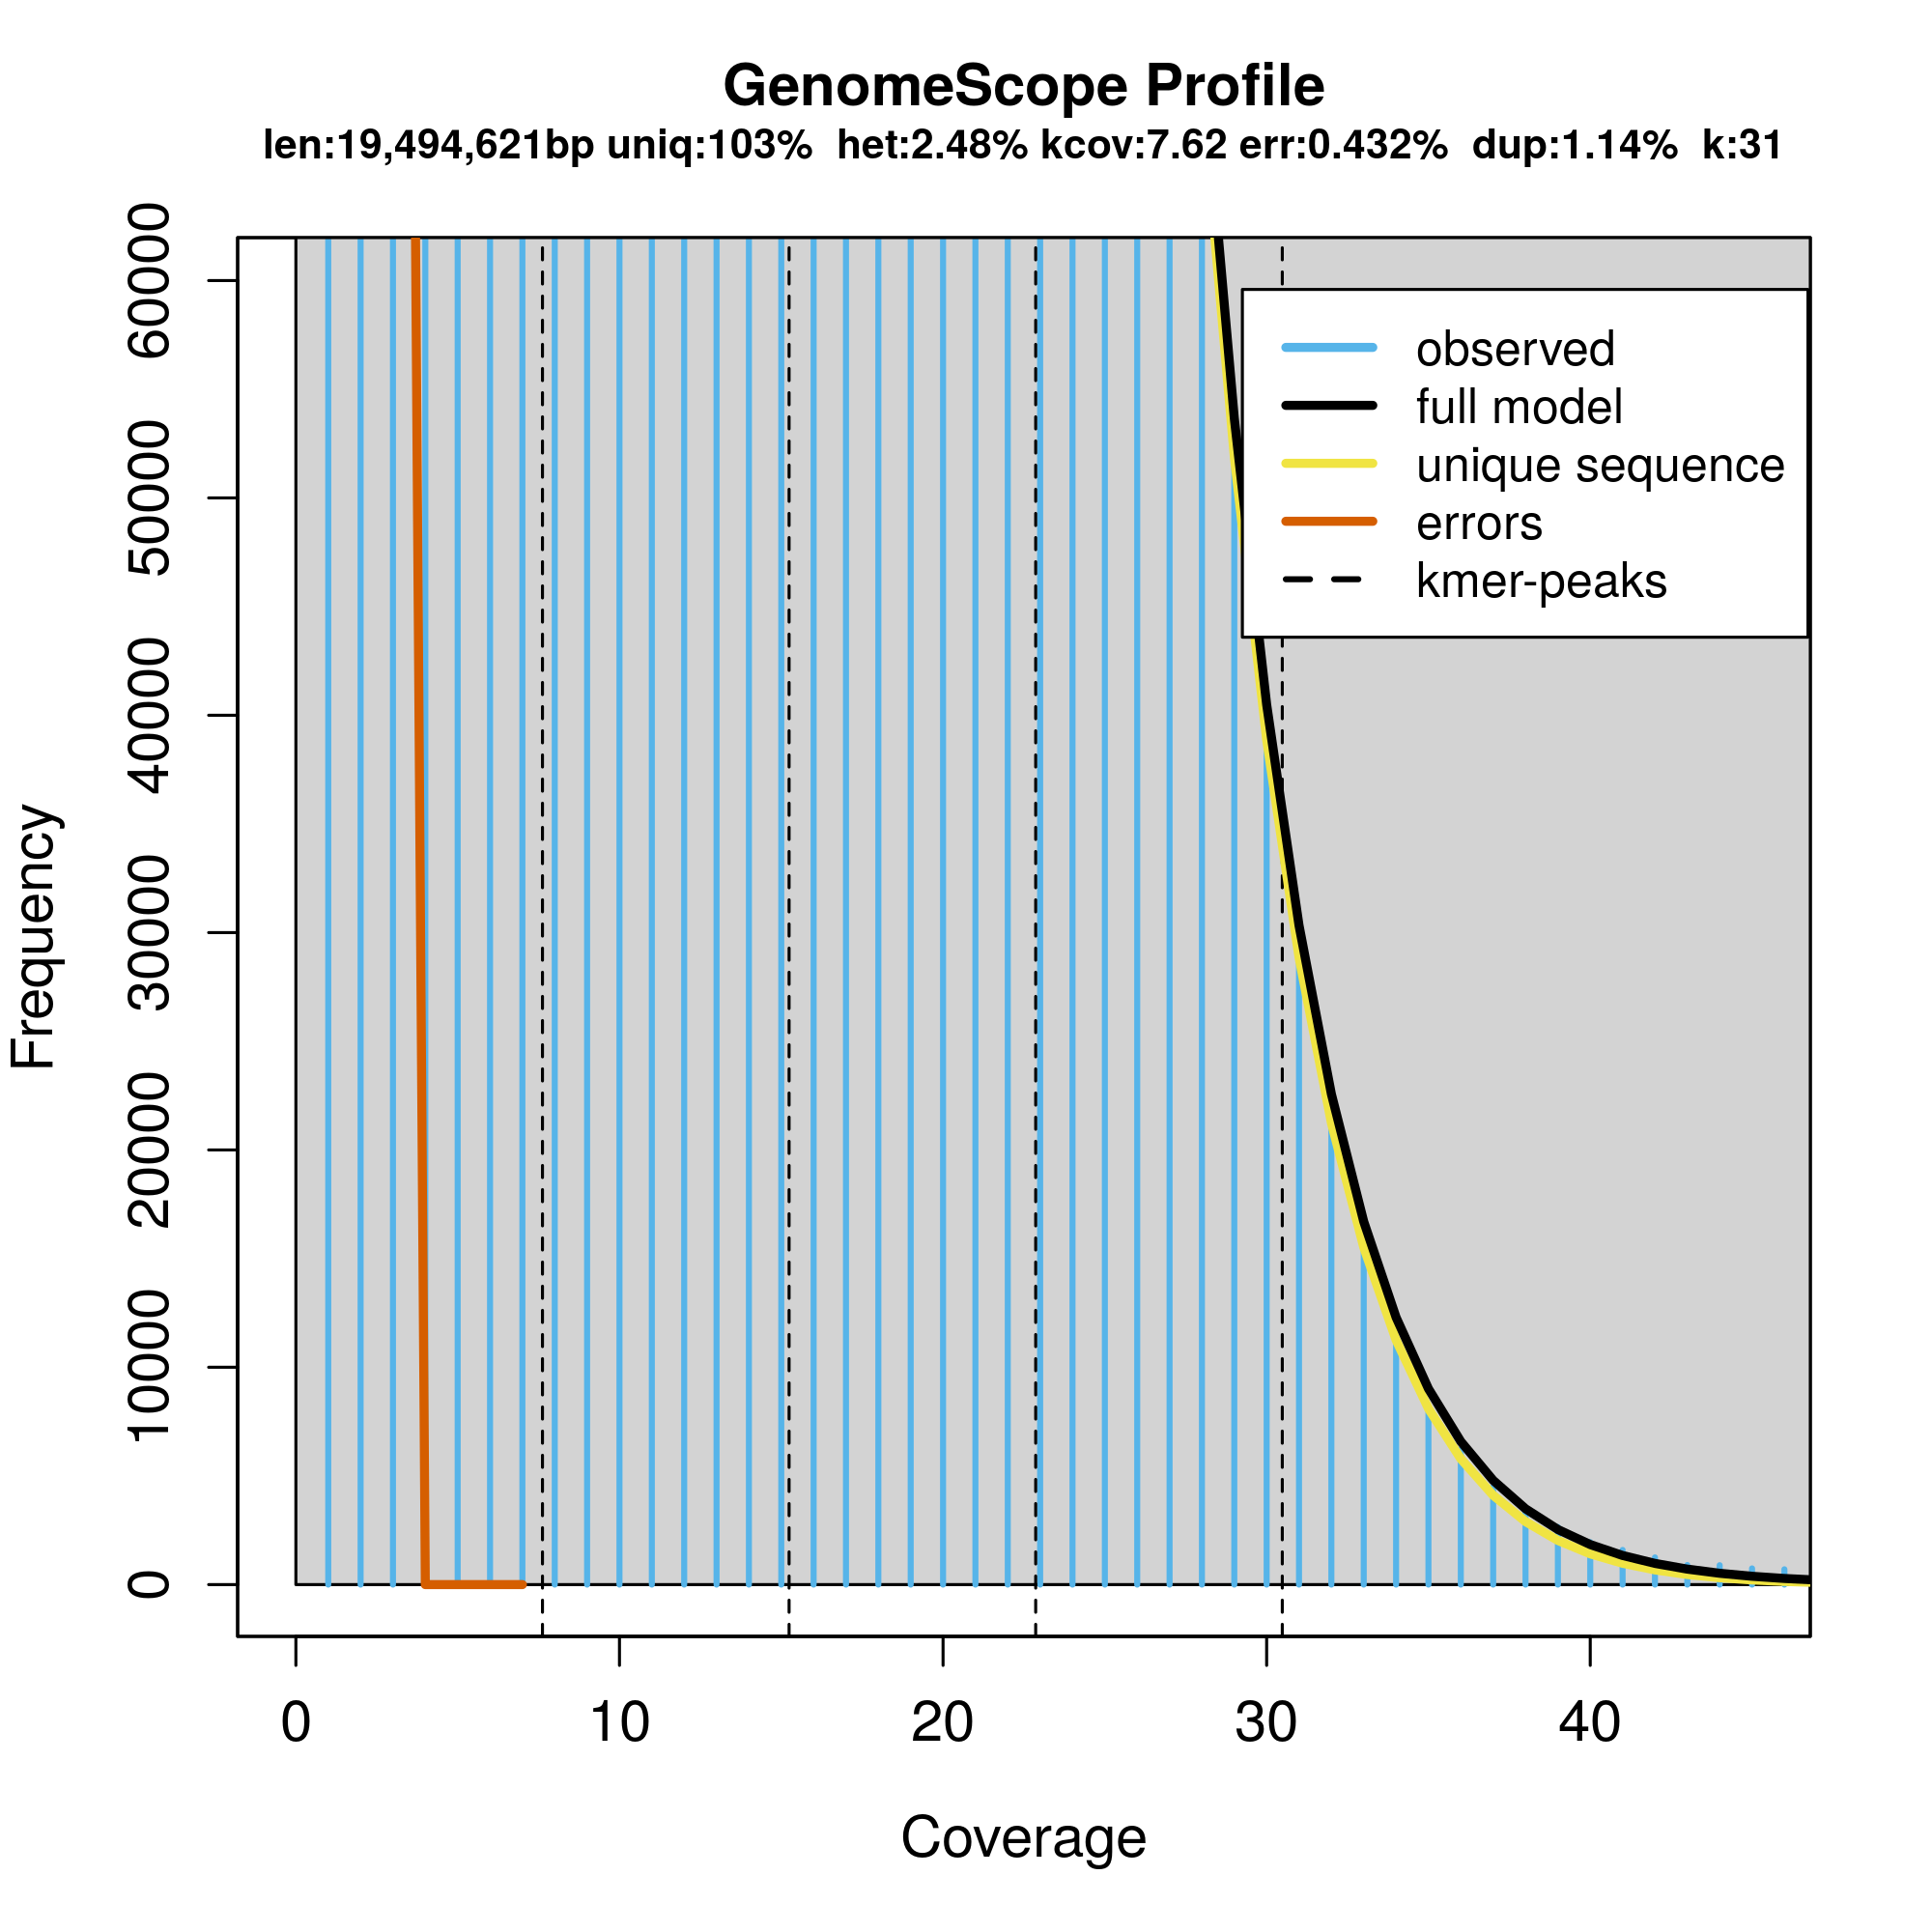 GenomeScope Profile
len:19,494,621bp uniq:103% het:2.48% kcov:7.62 err:0.432% dup:1.14% k:31
60000
50000
40000
30000
20000
10000
0
Frequency
observed
full model
unique sequence
errors
kmer-peaks
0 10 20 30 40
Coverage